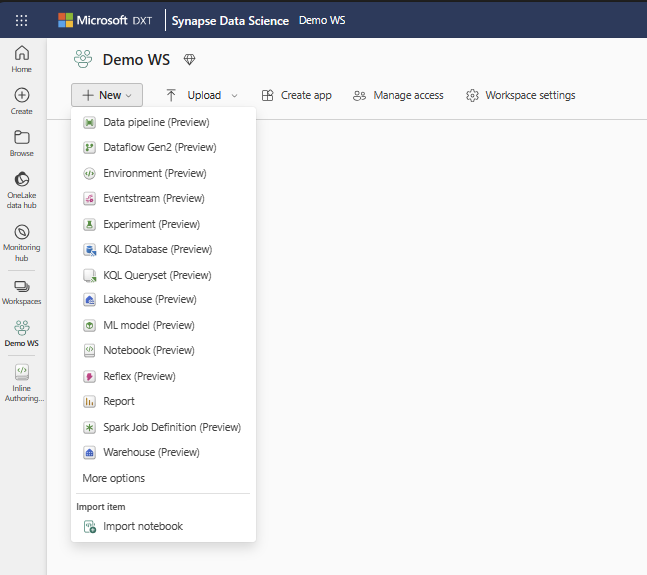 Microsoft DXT Synapse Data Science Demo WS
Home
Create
Browse
OneLake
data hub
Monitoring
hub
Workspaces
Demo WS
Inline
Authoring...
Demo WS
New Upload Create app Manage access Workspace settings
Data pipeline (Preview)
Dataflow Gen2 (Preview)
Environment (Preview)
Eventstream (Preview)
Experiment (Preview)
KQL Database (Preview)
KQL Queryset (Preview)
Lakehouse (Preview)
ML model (Preview)
Notebook (Preview)
Reflex (Preview)
Report
Spark Job Definition (Preview)
Warehouse (Preview)
More options
Import item
Import notebook